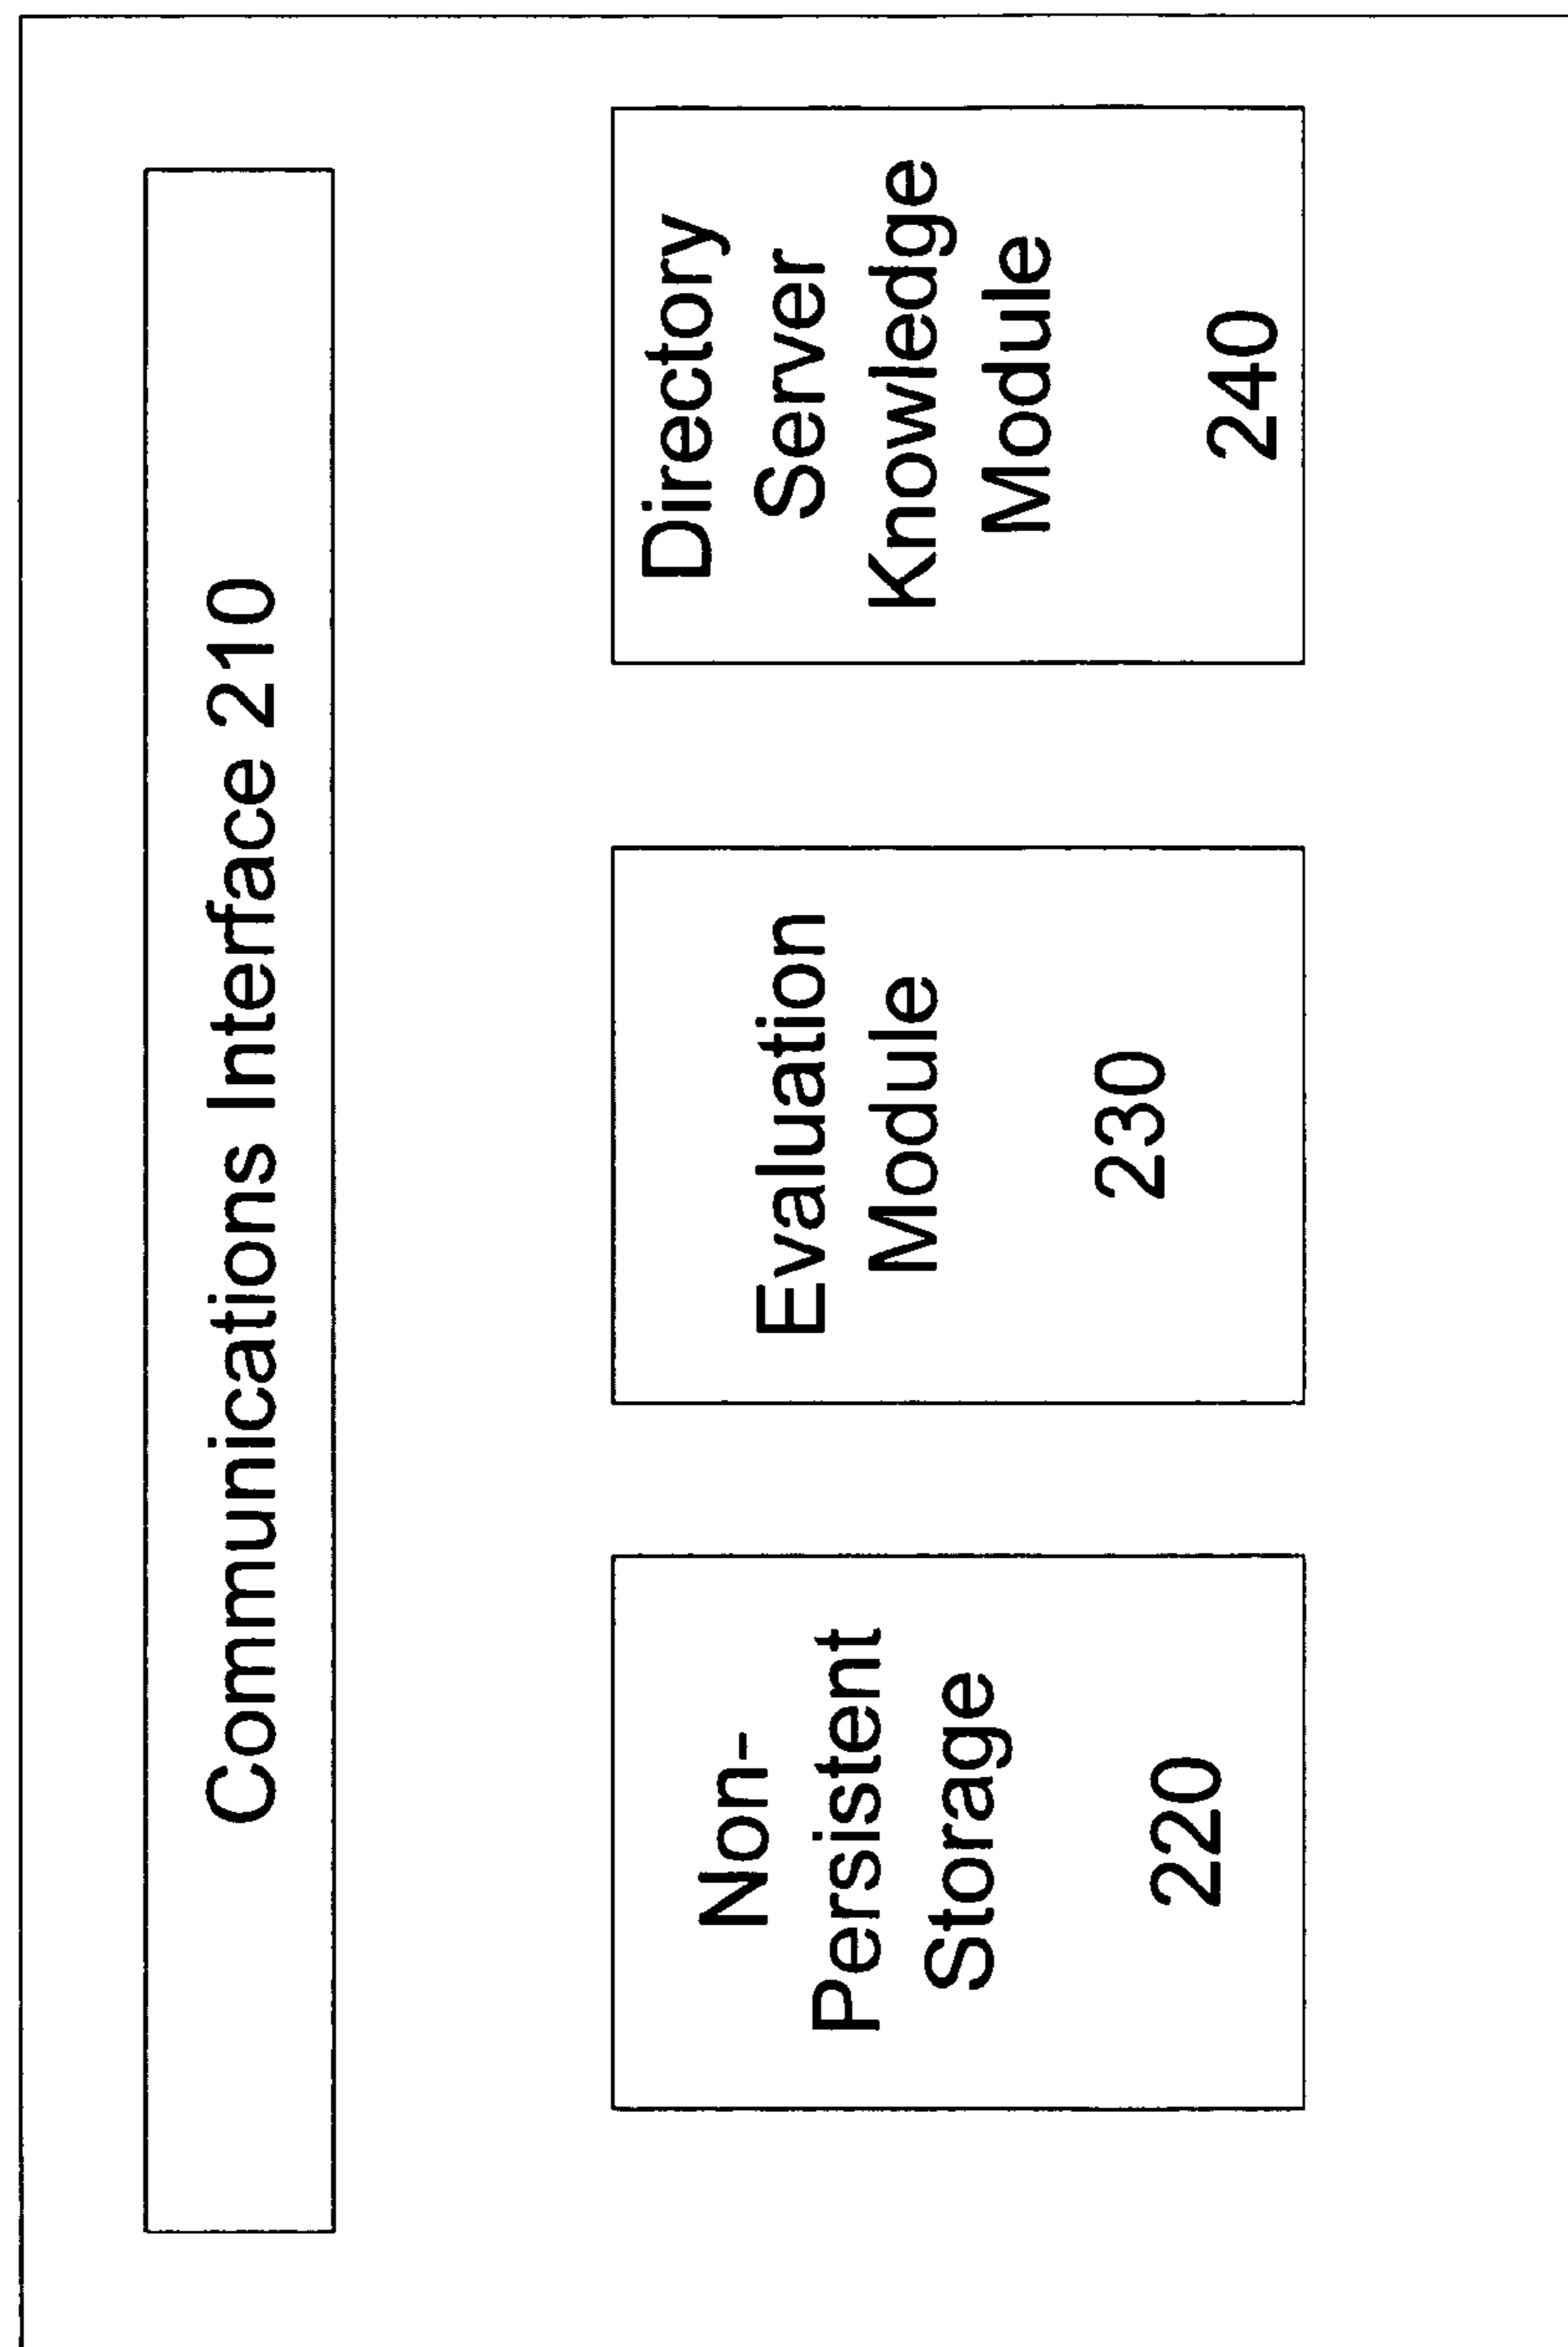 Communications Interface 210
Non-
Persistent
Storage
220
Evaluation
Module
230
Directory
Server
Knowledge
Module
240